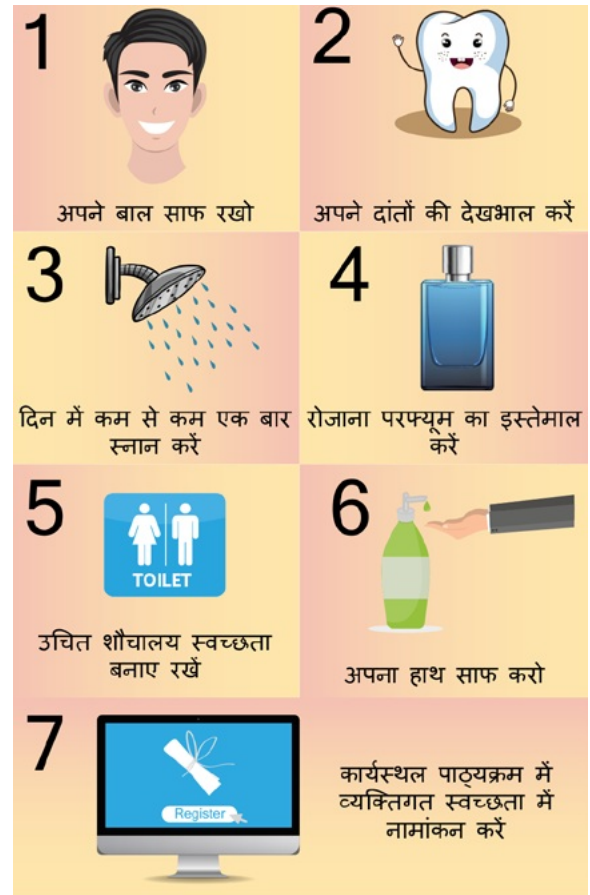 1
अपने बाल साफ रखो
2
अपने दांतों की देखभाल करें
3
दिन में कम से कम एक बार
स्नान करें
4
रोजाना परफ्यूम का इस्तेमाल
करें
5
TOILET
उचित शौचालय स्वच्छता
बनाए रखें
6
अपना हाथ साफ करो
7
Register
कार्यस्थल पाठ्यक्रम में
व्यक्तिगत स्वच्छता में
नामांकन करें